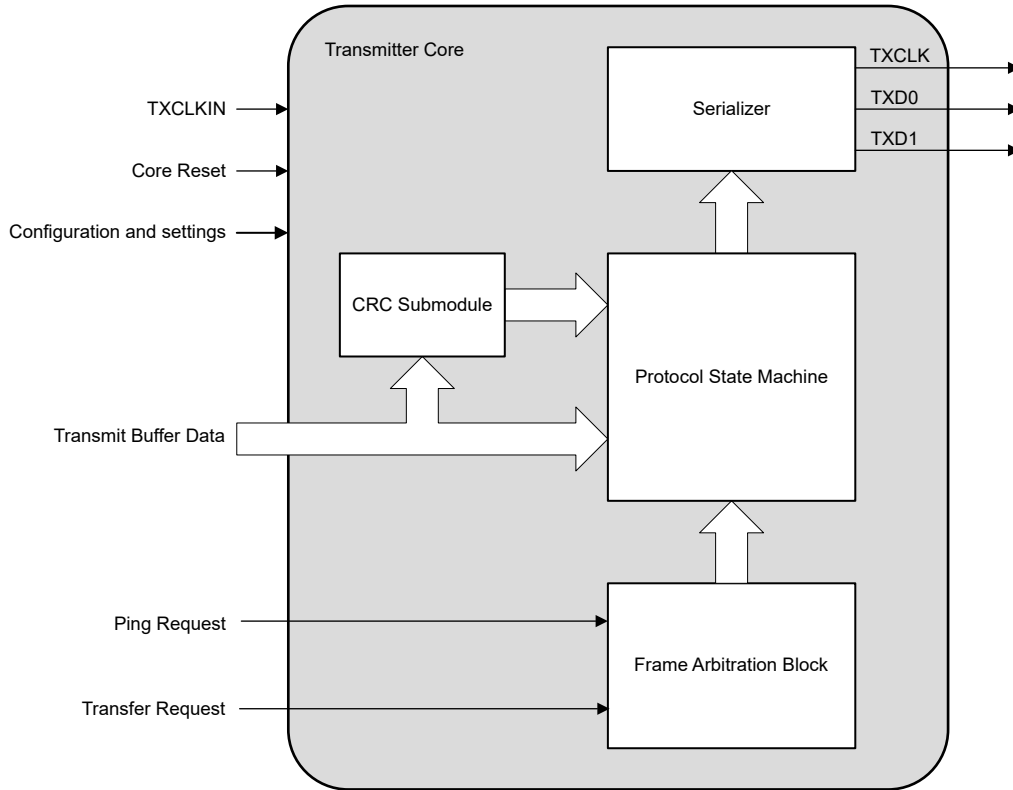 Transmitter Core
TXCLK
TXCLKIN
Serializer
TXD0
TXD1
Core Reset
Configuration and settings
CRC Submodule
Protocol State Machine
Transmit Buffer Data
Ping Request
Frame Arbitration Block
Transfer Request